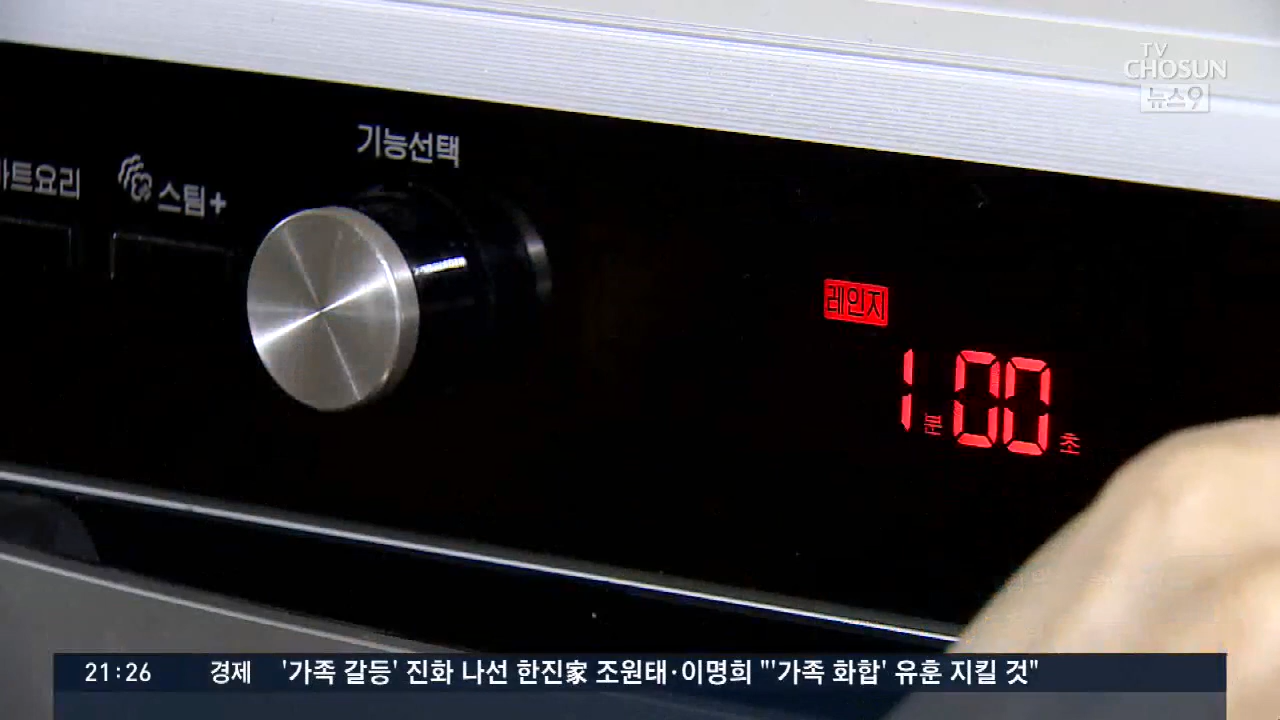 TV
CHOSUN
뉴스9
기능선택
마트요리
스팀+
레인지
1분00초
21:26 경제 '가족 갈등' 진화 나선 한진家 조원태·이명희 "'가족 화합' 유훈 지킬 것"